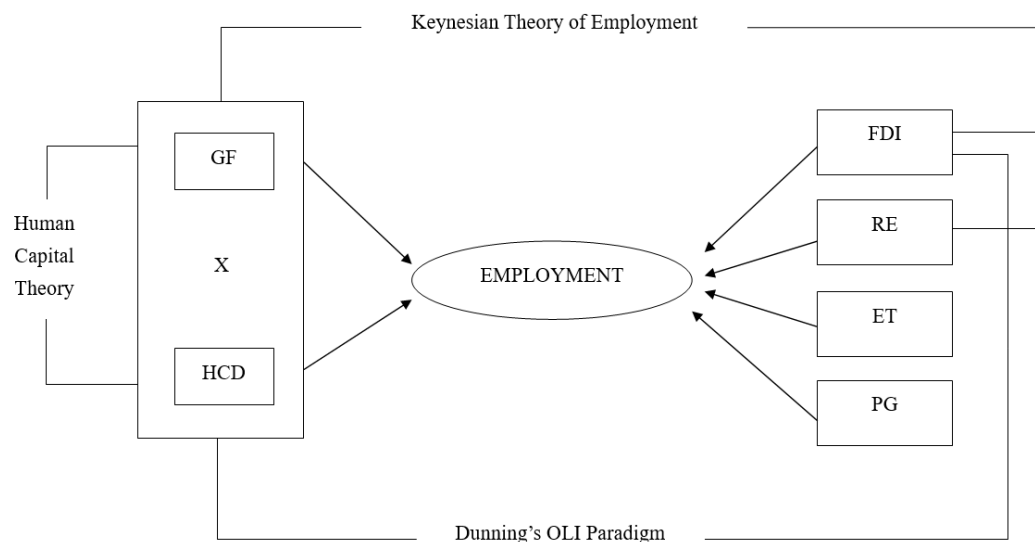 Keynesian Theory of Employment
GF
X
HCD
Human
Capital
Theory
EMPLOYMENT
FDI
RE
ET
PG
Dunning’s OLI Paradigm